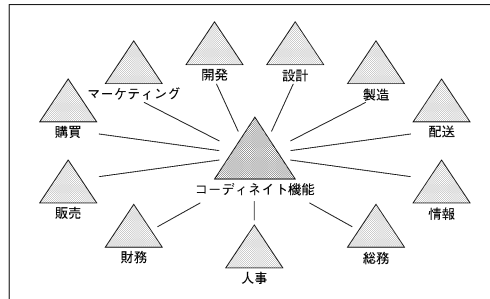 開発
設計
マーケティング
製造
購買
配送
コーディネイト機能
販売
情報
財務
人事
総務